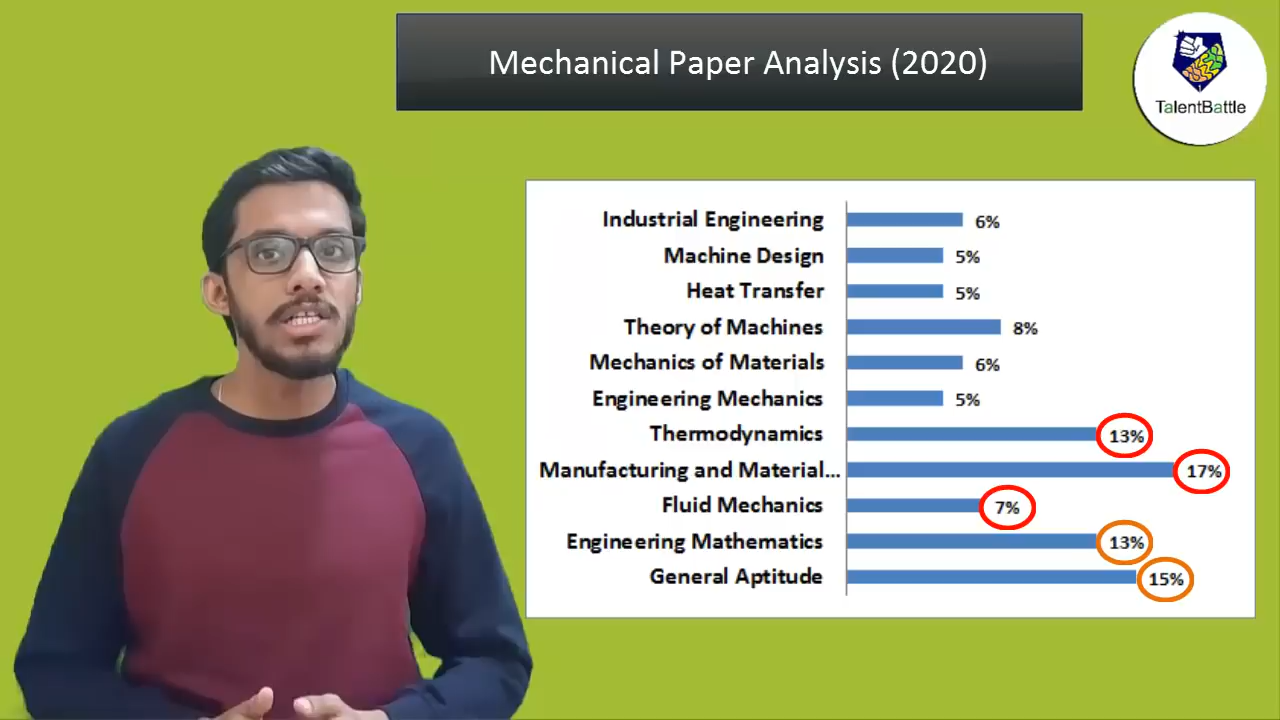 Mechanical Paper Analysis (2020)
TalentBattle
Industrial Engineering 6%
Machine Design 5%
Heat Transfer 5%
Theory of Machines 8%
Mechanics of Materials 6%
Engineering Mechanics 5%
Thermodynamics 13%
Manufacturing and Material... 17%
Fluid Mechanics 7%
Engineering Mathematics 13%
General Aptitude 15%